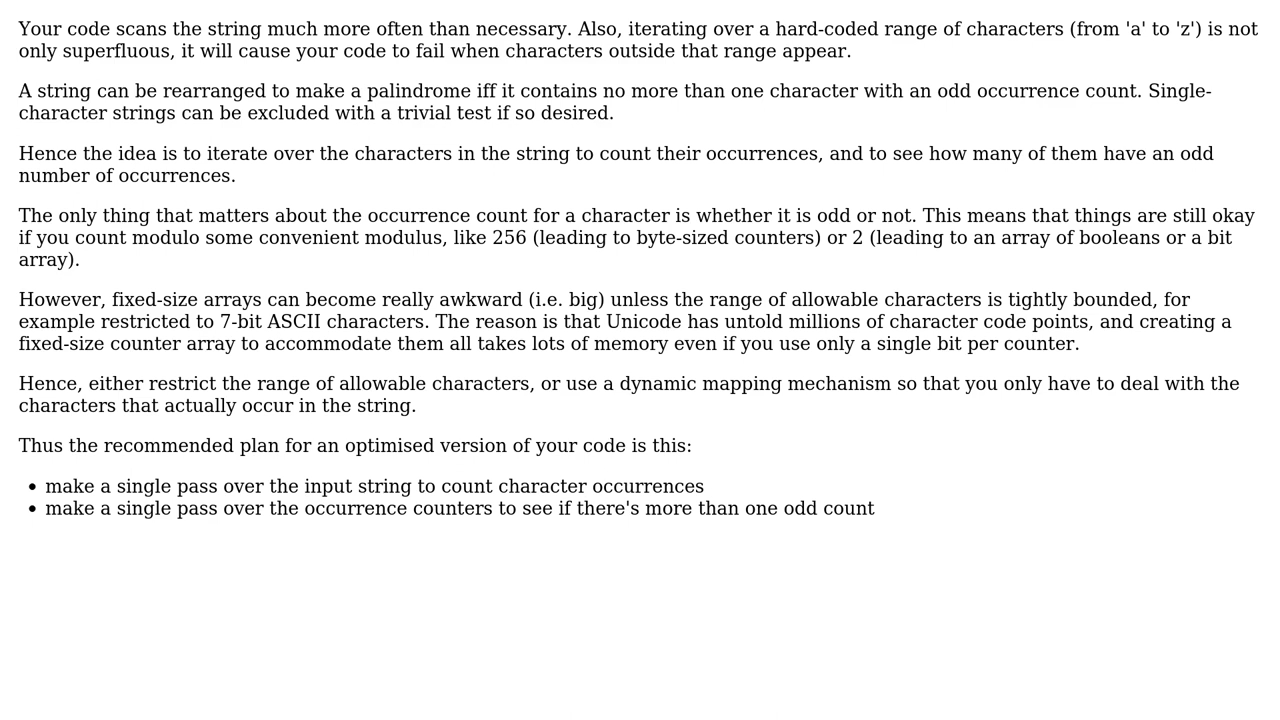 Your code scans the string much more often than necessary. Also, iterating over a hard-coded range of characters (from 'a' to 'z') is not
only superfluous, it will cause your code to fail when characters outside that range appear.
A string can be rearranged to make a palindrome iff it contains no more than one character with an odd occurrence count. Single-
character strings can be excluded with a trivial test if so desired.
Hence the idea is to iterate over the characters in the string to count their occurrences, and to see how many of them have an odd
number of occurrences.
The only thing that matters about the occurrence count for a character is whether it is odd or not. This means that things are still okay
if you count modulo some convenient modulus, like 256 (leading to byte-sized counters) or 2 (leading to an array of booleans or a bit
array).
However, fixed-size arrays can become really awkward (i.e. big) unless the range of allowable characters is tightly bounded, for
example restricted to 7-bit ASCII characters. The reason is that Unicode has untold millions of character code points, and creating a
fixed-size counter array to accommodate them all takes lots of memory even if you use only a single bit per counter.
Hence, either restrict the range of allowable characters, or use a dynamic mapping mechanism so that you only have to deal with the
characters that actually occur in the string.
Thus the recommended plan for an optimised version of your code is this:
• make a single pass over the input string to count character occurrences
• make a single pass over the occurrence counters to see if there's more than one odd count